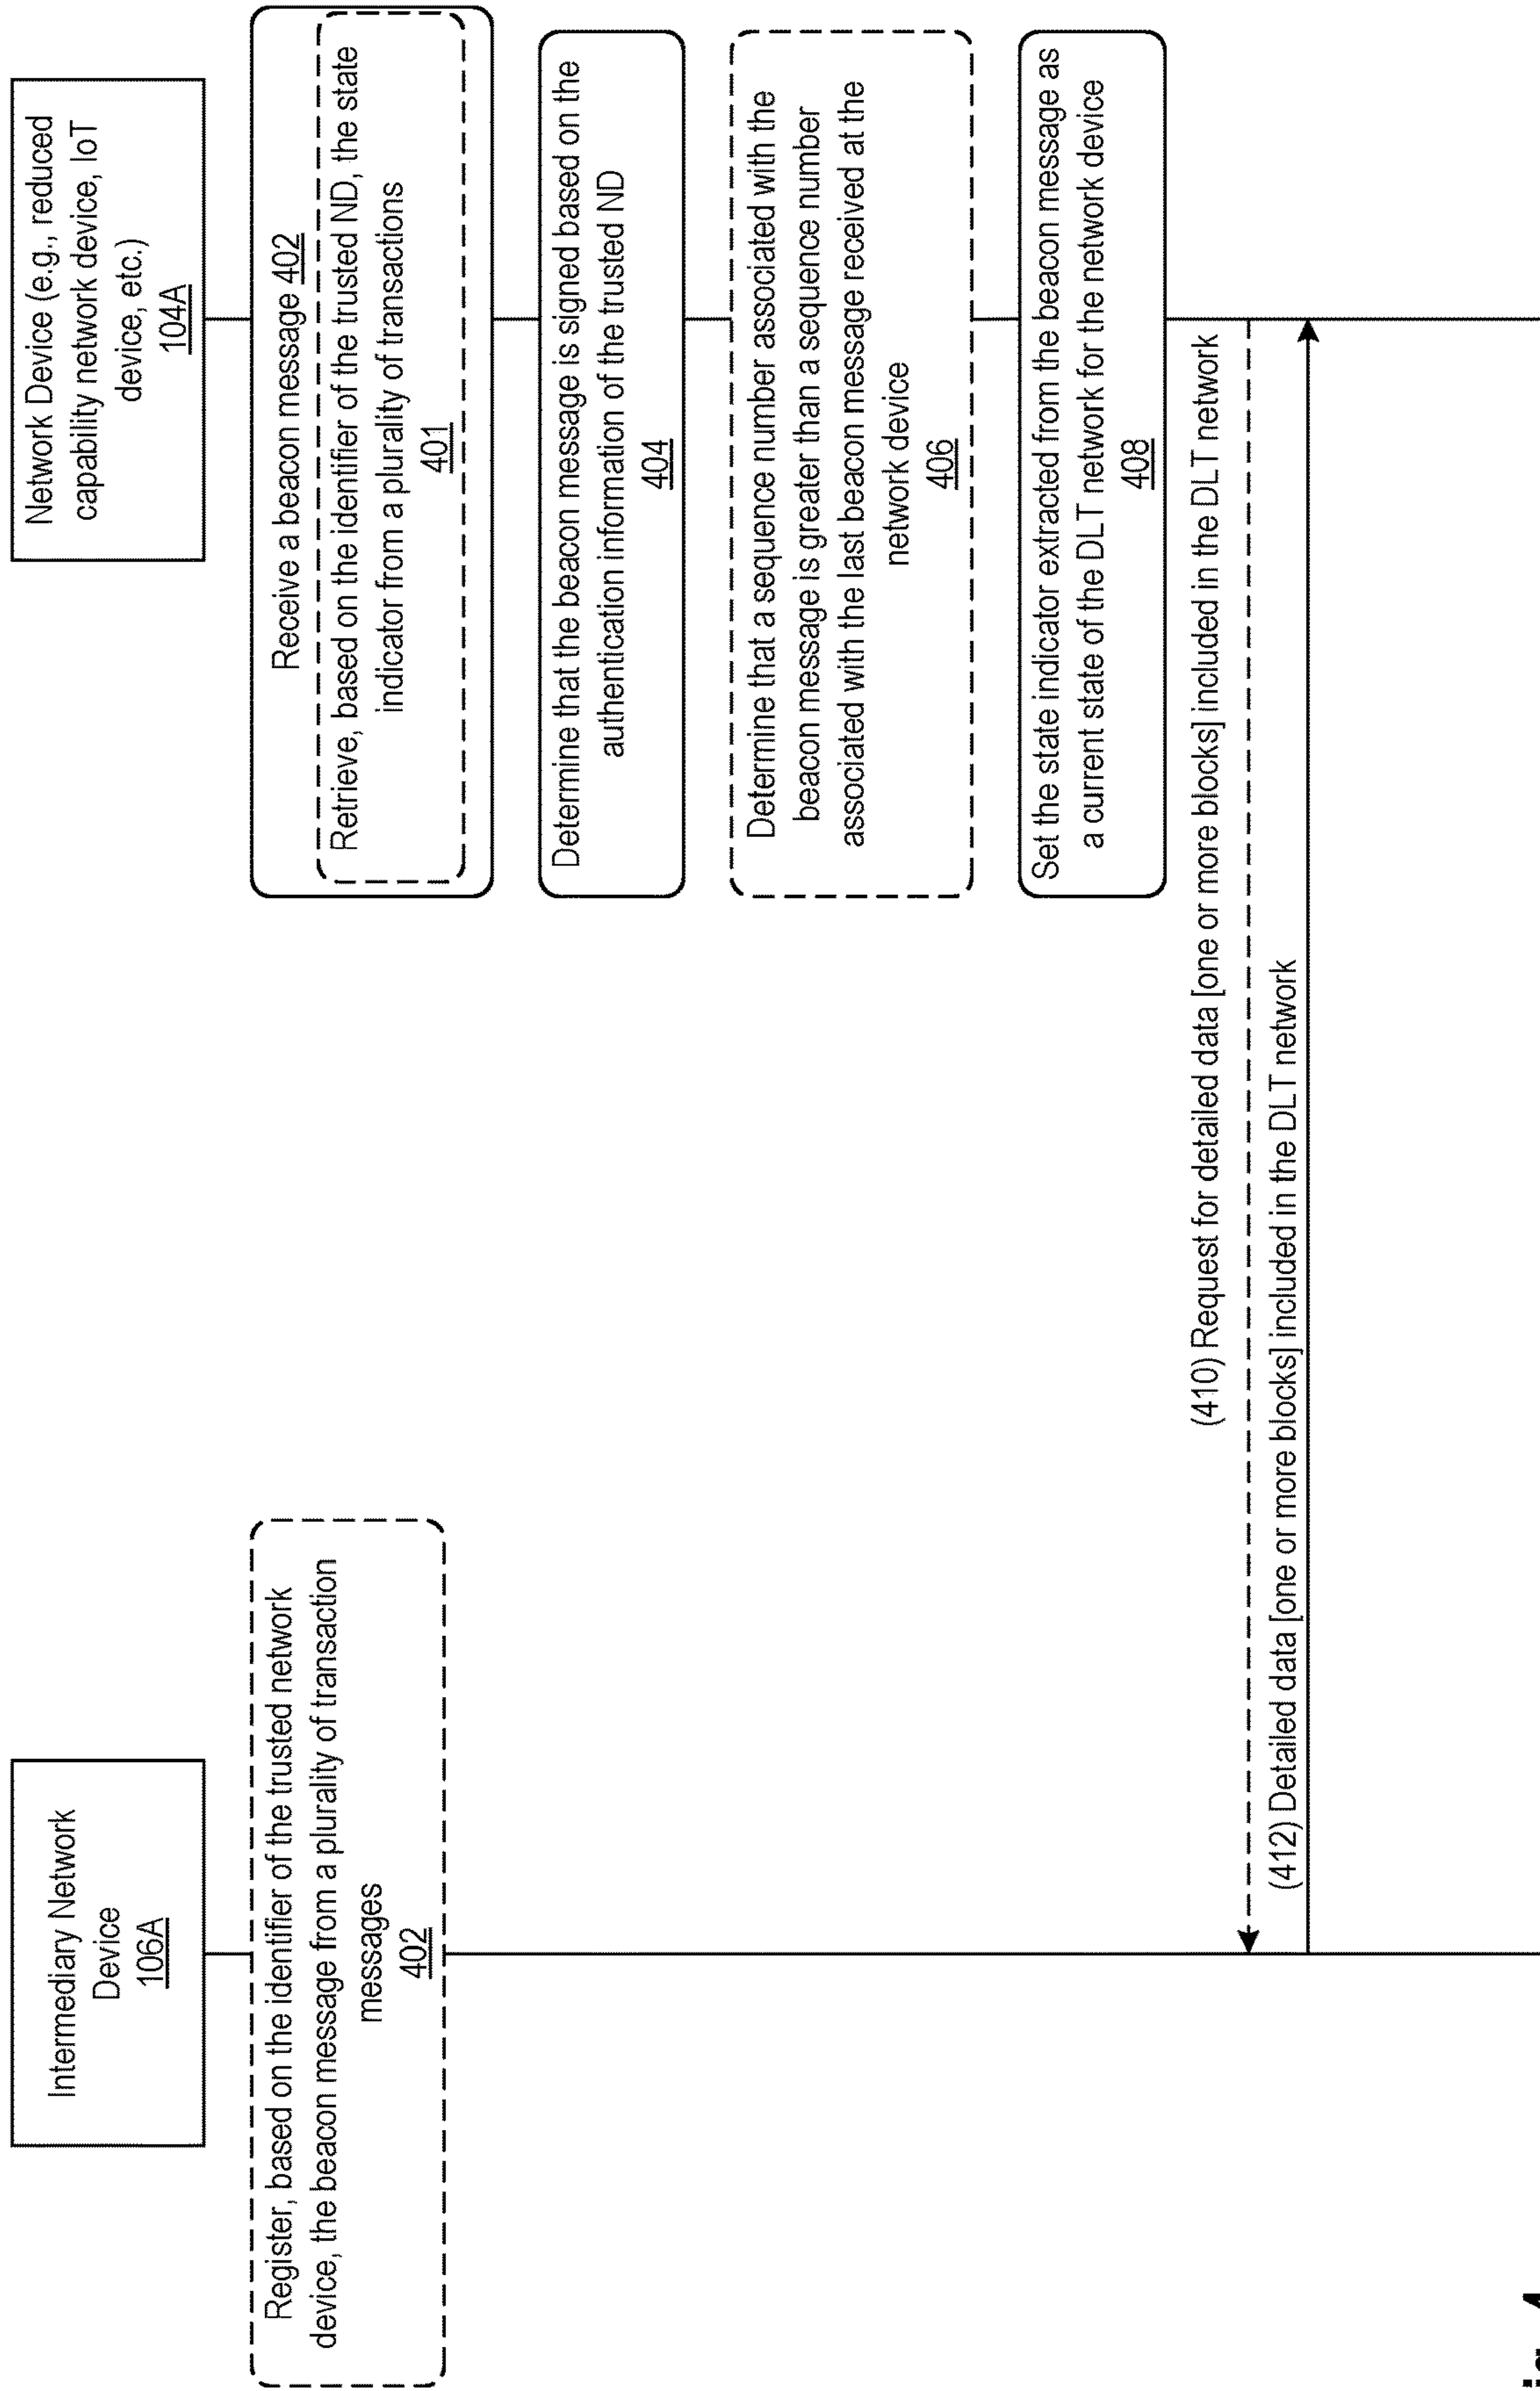 Intermediary Network
Device
106A
Network Device (e.g., reduced
capability network device, IoT
device, etc.)
104A
Register, based on the identifier of the trusted network
device, the beacon message from a plurality of transaction
messages
402
Receive a beacon message 402
Retrieve, based on the identifier of the trusted ND, the state
indicator from a plurality of transactions
401
Determine that the beacon message is signed based on the
authentication information of the trusted ND
404
Determine that a sequence number associated with the
beacon message is greater than a sequence number
associated with the last beacon message received at the
network device
406
Set the state indicator extracted from the beacon message as
a current state of the DLT network for the network device
408
(410) Request for detailed data [one or more blocks] included in the DLT network
(412) Detailed data [one or more blocks] included in the DLT network